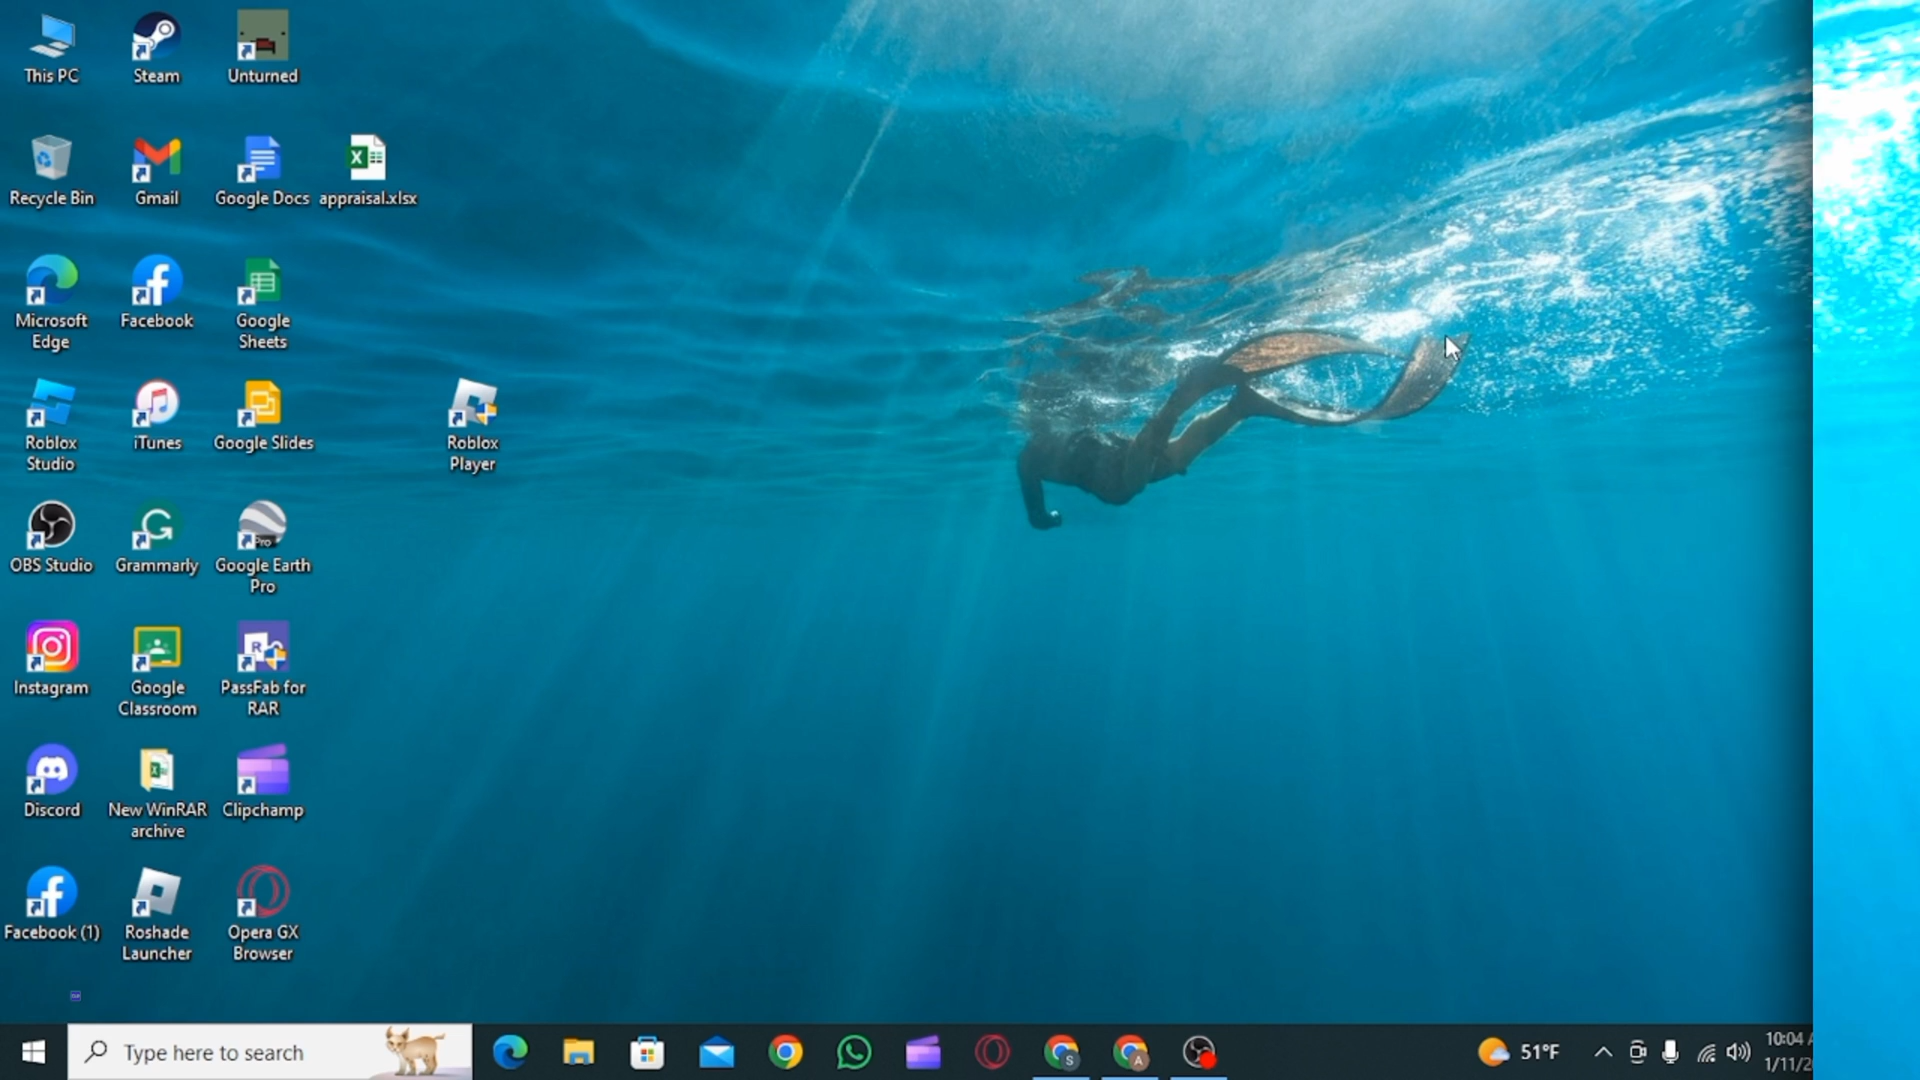 This PC
Steam
Unturned
Recycle Bin
Gmail
Google Docs
appraisal.xlsx
Microsoft
Edge
Facebook
Google
Sheets
Roblox
Studio
iTunes
Google Slides
Roblox
Player
OBS Studio
Grammarly
Google Earth
Pro
Instagram
Google
Classroom
PassFab for
RAR
Discord
New WinRAR
archive
Clipchamp
Facebook (1)
Roshade
Launcher
Opera GX
Browser
Type here to search
51°F
10:04
1/11/2